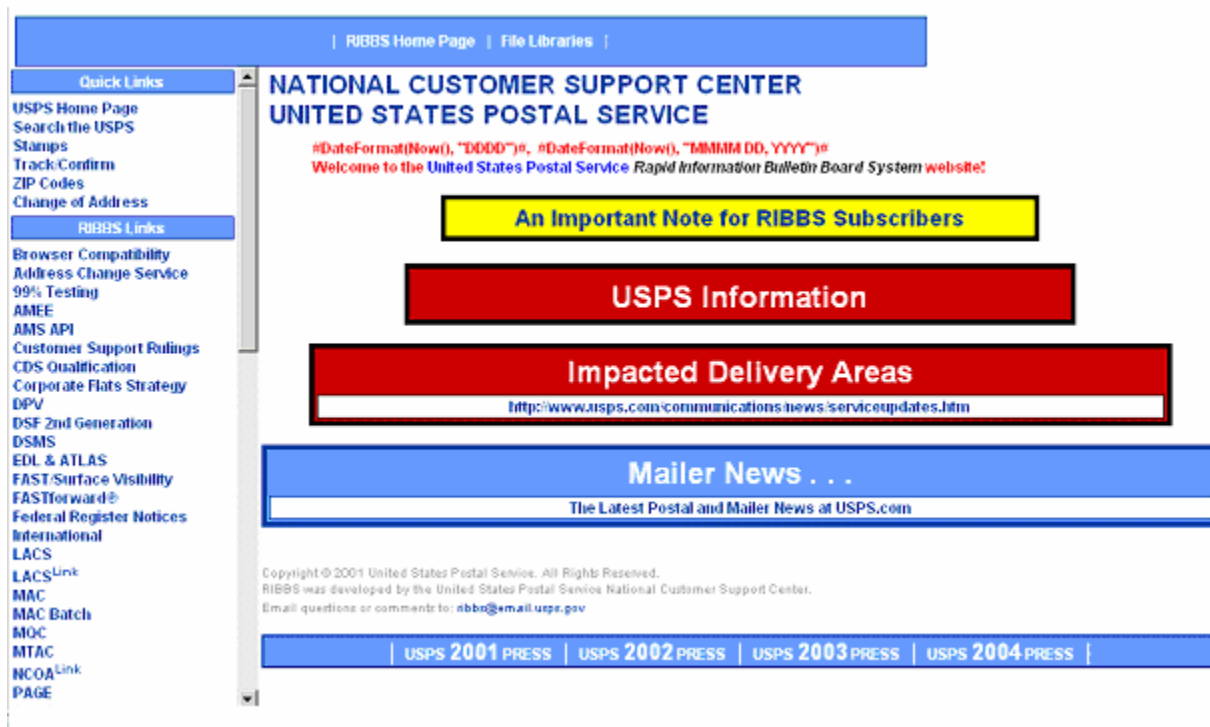 | RIBBS Home Page | File Libraries |
Quick Links
USPS Home Page
Search the USPS
Stamps
Track/Confirm
ZIP Codes
Change of Address
RIBBS Links
Browser Compatibility
Address Change Service
99% Testing
AMEE
AMS API
Customer Support Rulings
CDS Qualification
Corporate Flats Strategy
DPV
DSF 2nd Generation
DSMS
EDL & ATLAS
FAST/Surface Visibility
FASTforward®
Federal Register Notices
International
LACS
LACSLink
MAC
MAC Batch
MQC
MTAC
NCOALink
PAGE
NATIONAL CUSTOMER SUPPORT CENTER
UNITED STATES POSTAL SERVICE
#DateFormat(Now(), "DDDD")#, #DateFormat(Now(), "MMMM DD, YYYY")#
Welcome to the United States Postal Service Rapid Information Bulletin Board System website!
An Important Note for RIBBS Subscribers
USPS Information
Impacted Delivery Areas
http://www.usps.com/communications/news/serviceupdates.htm
Mailer News . . .
The Latest Postal and Mailer News at USPS.com
Copyright © 2001 United States Postal Service. All Rights Reserved.
RIBBS was developed by the United States Postal Service National Customer Support Center.
Email questions or comments to: ribbs@email.usps.gov
| USPS 2001 PRESS | USPS 2002 PRESS | USPS 2003 PRESS | USPS 2004 PRESS |